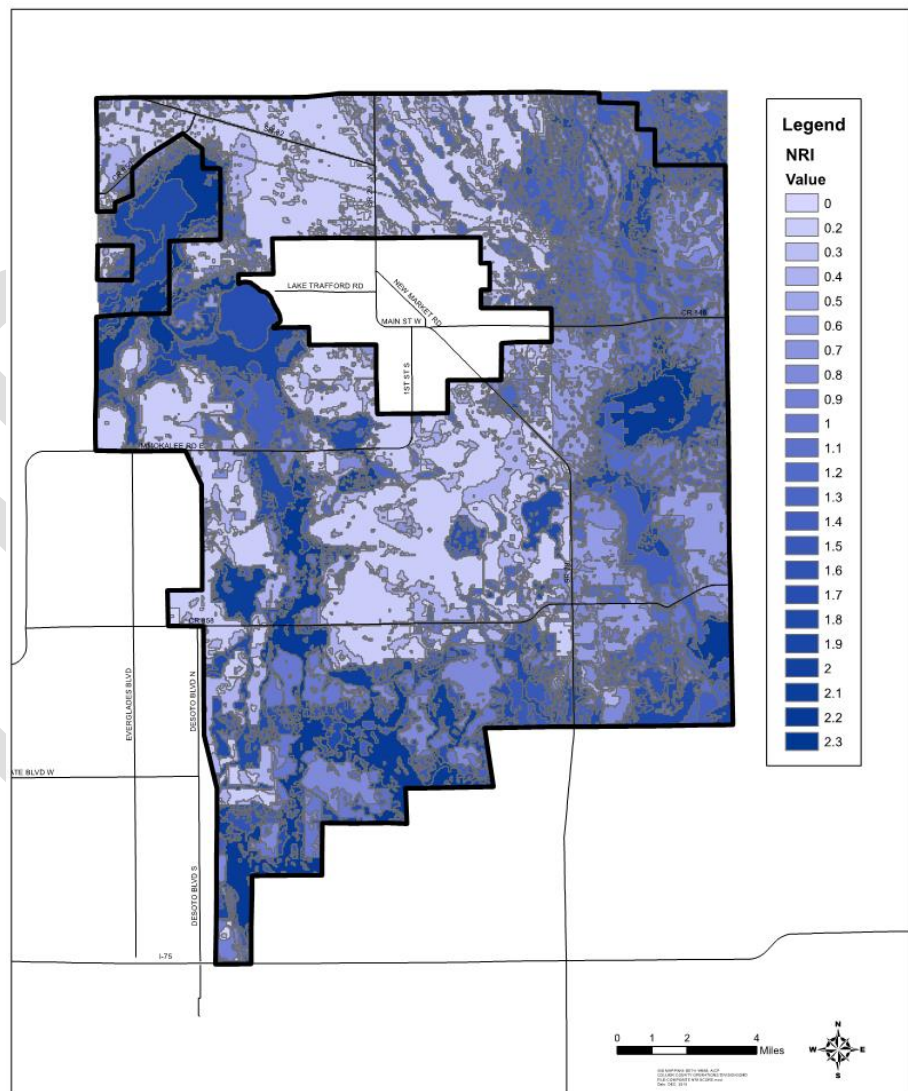 Legend
NRI
Value
0
0.2
0.3
0.4
0.5
0.6
0.7
0.8
0.9
1
1.1
1.2
1.3
1.4
1.5
1.6
1.7
1.8
1.9
2
2.1
2.2
2.3
LAKE TRAFFORD RD
NEW MARKET RD
MAIN ST W
CR 846
1ST ST S
IMMOKALEE RD E
CR 858
EVERGLADES BLVD
DESOTO BLVD N
ATE BLVD W
DESOTO BLVD S
I-75
0 1 2 4
Miles
N
W E
S